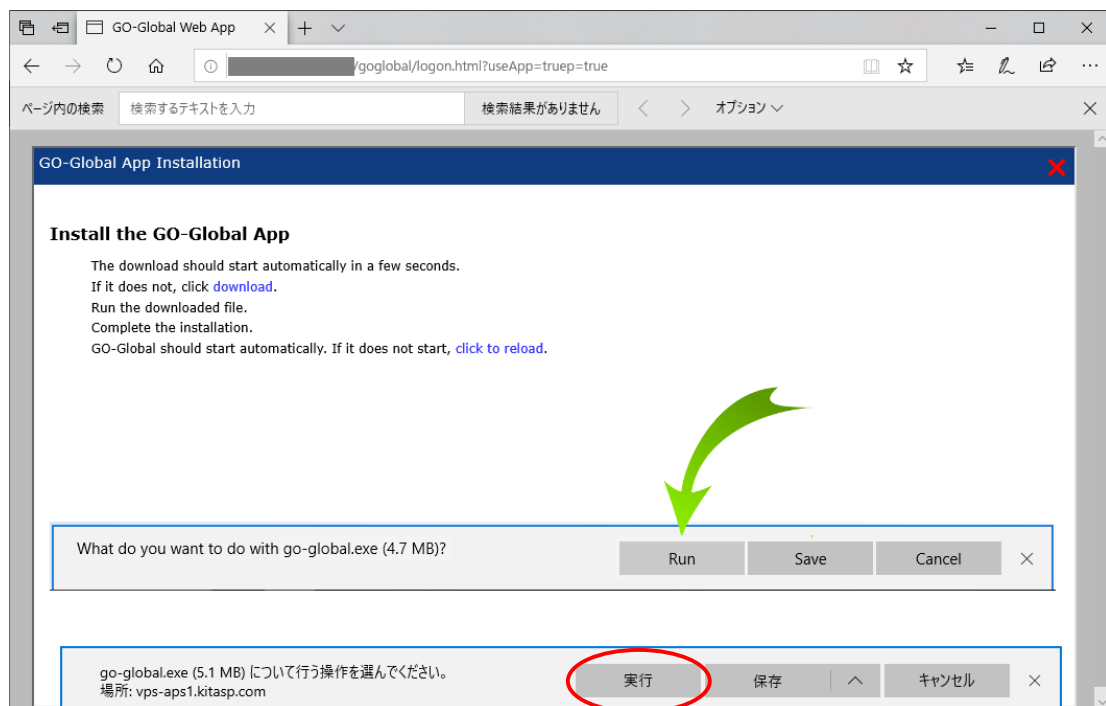 GO-Global Web App
/goglobal/logon.html?useApp=truep=true
ページ内の検索 検索するテキストを入力 検索結果がありません オプション
GO-Global App Installation
Install the GO-Global App
The download should start automatically in a few seconds.
If it does not, click download.
Run the downloaded file.
Complete the installation.
GO-Global should start automatically. If it does not start, click to reload.
What do you want to do with go-global.exe (4.7 MB)? Run Save Cancel
go-global.exe (5.1 MB) について行う操作を選んでください。
場所: vps-aps1.kitasp.com
実行 保存 キャンセル